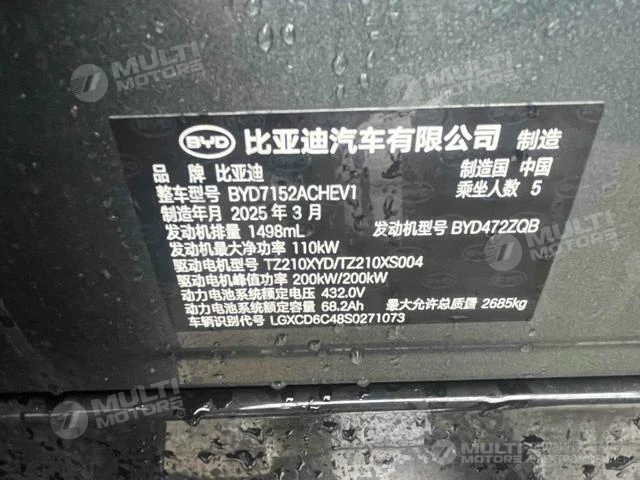 MULTI MOTORS
MULTI MOTORS
MULTI MOTORS
BYD 比亚迪汽车有限公司 制造
品 牌 比亚迪 制造国 中国
整车型号 BYD7152ACHEV1 乘坐人数 5
制造年月 2025 年 3 月
发动机排量 1498mL 发动机型号 BYD472ZQB
发动机最大净功率 110kW
驱动电机型号 TZ210XYD/TZ210XS004
驱动电机峰值功率 200kW/200kW
动力电池系统额定电压 432.0V
动力电池系统额定容量 68.2Ah 最大允许总质量 2685kg
车辆识别代号 LGXCD6C48S0271073
MULTI MOTORS
MULTI MOTORS
MULTI MOTORS